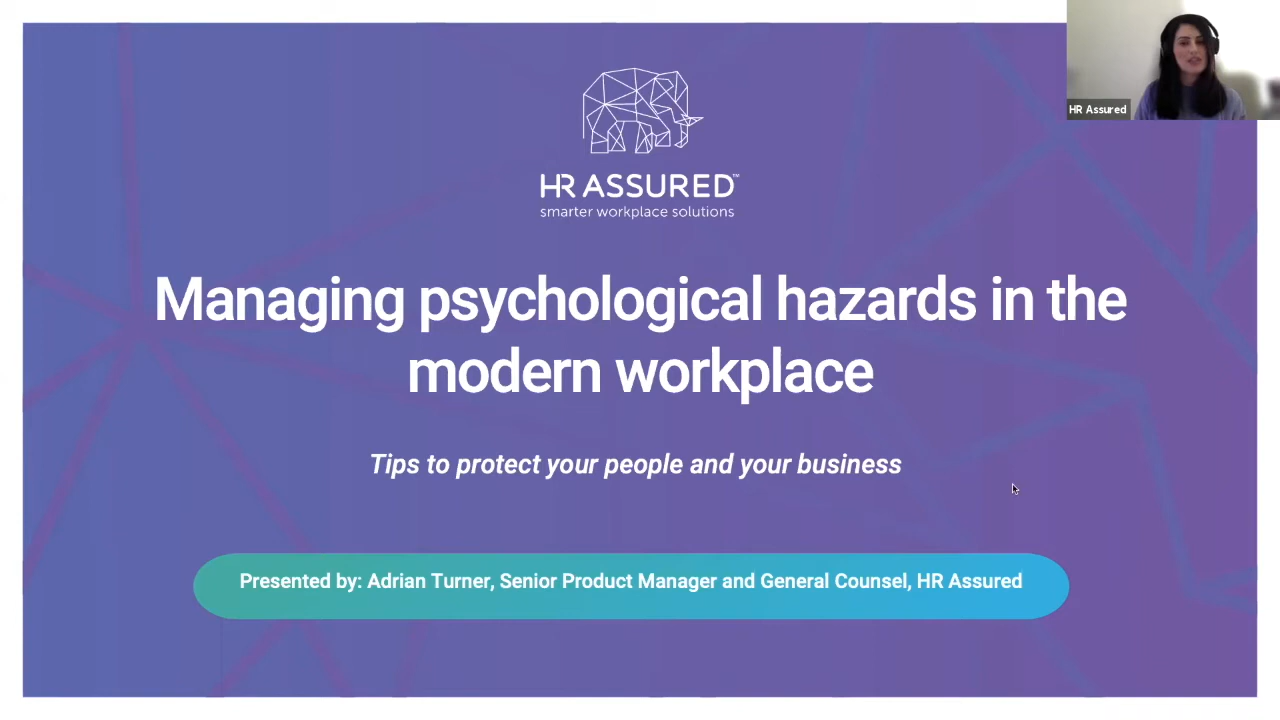 HR Assured
HR ASSURED™
smarter workplace solutions
Managing psychological hazards in the
modern workplace
Tips to protect your people and your business
Presented by: Adrian Turner, Senior Product Manager and General Counsel, HR Assured